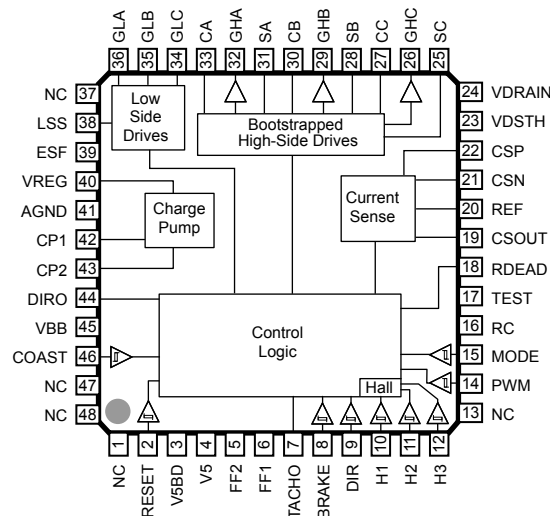 GLA GLB GLC CA GHA SA CB GHB SB CC GHC SC
36 35 34 33 32 31 30 29 28 27 26 25
NC 37
LSS 38
ESF 39
VREG 40
AGND 41
CP1 42
CP2 43
DIRO 44
VBB 45
COAST 46
NC 47
NC 48
Low
Side
Drives
Bootstrapped
High-Side Drives
Charge
Pump
Current
Sense
Control
Logic
Hall
24 VDRAIN
23 VDSTH
22 CSP
21 CSN
20 REF
19 CSOUT
18 RDEAD
17 TEST
16 RC
15 MODE
14 PWM
13 NC
1 2 3 4 5 6 7 8 9 10 11 12
NC RESET V5BD V5 FF2 FF1 TACHO BRAKE DIR H1 H2 H3